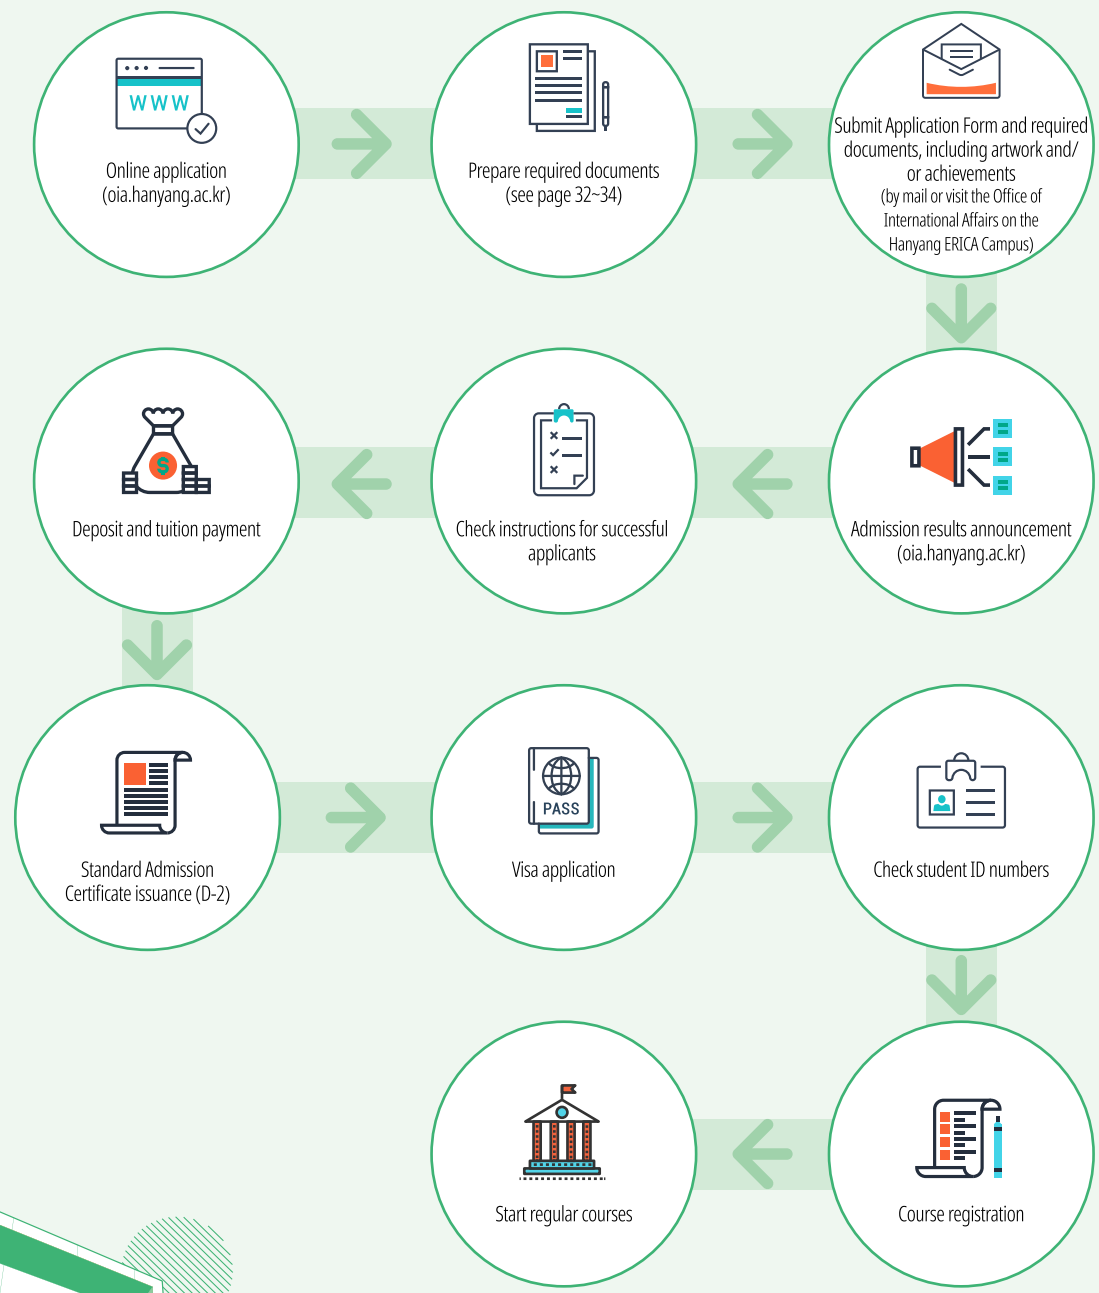 WWW
Online application
(oia.hanyang.ac.kr)
Prepare required documents
(see page 32~34)
Submit Application Form and required
documents, including artwork and/
or achievements
(by mail or visit the Office of
International Affairs on the
Hanyang ERICA Campus)
Admission results announcement
(oia.hanyang.ac.kr)
Check instructions for successful
applicants
$
Deposit and tuition payment
Standard Admission
Certificate issuance (D-2)
PASS
Visa application
Check student ID numbers
Course registration
Start regular courses